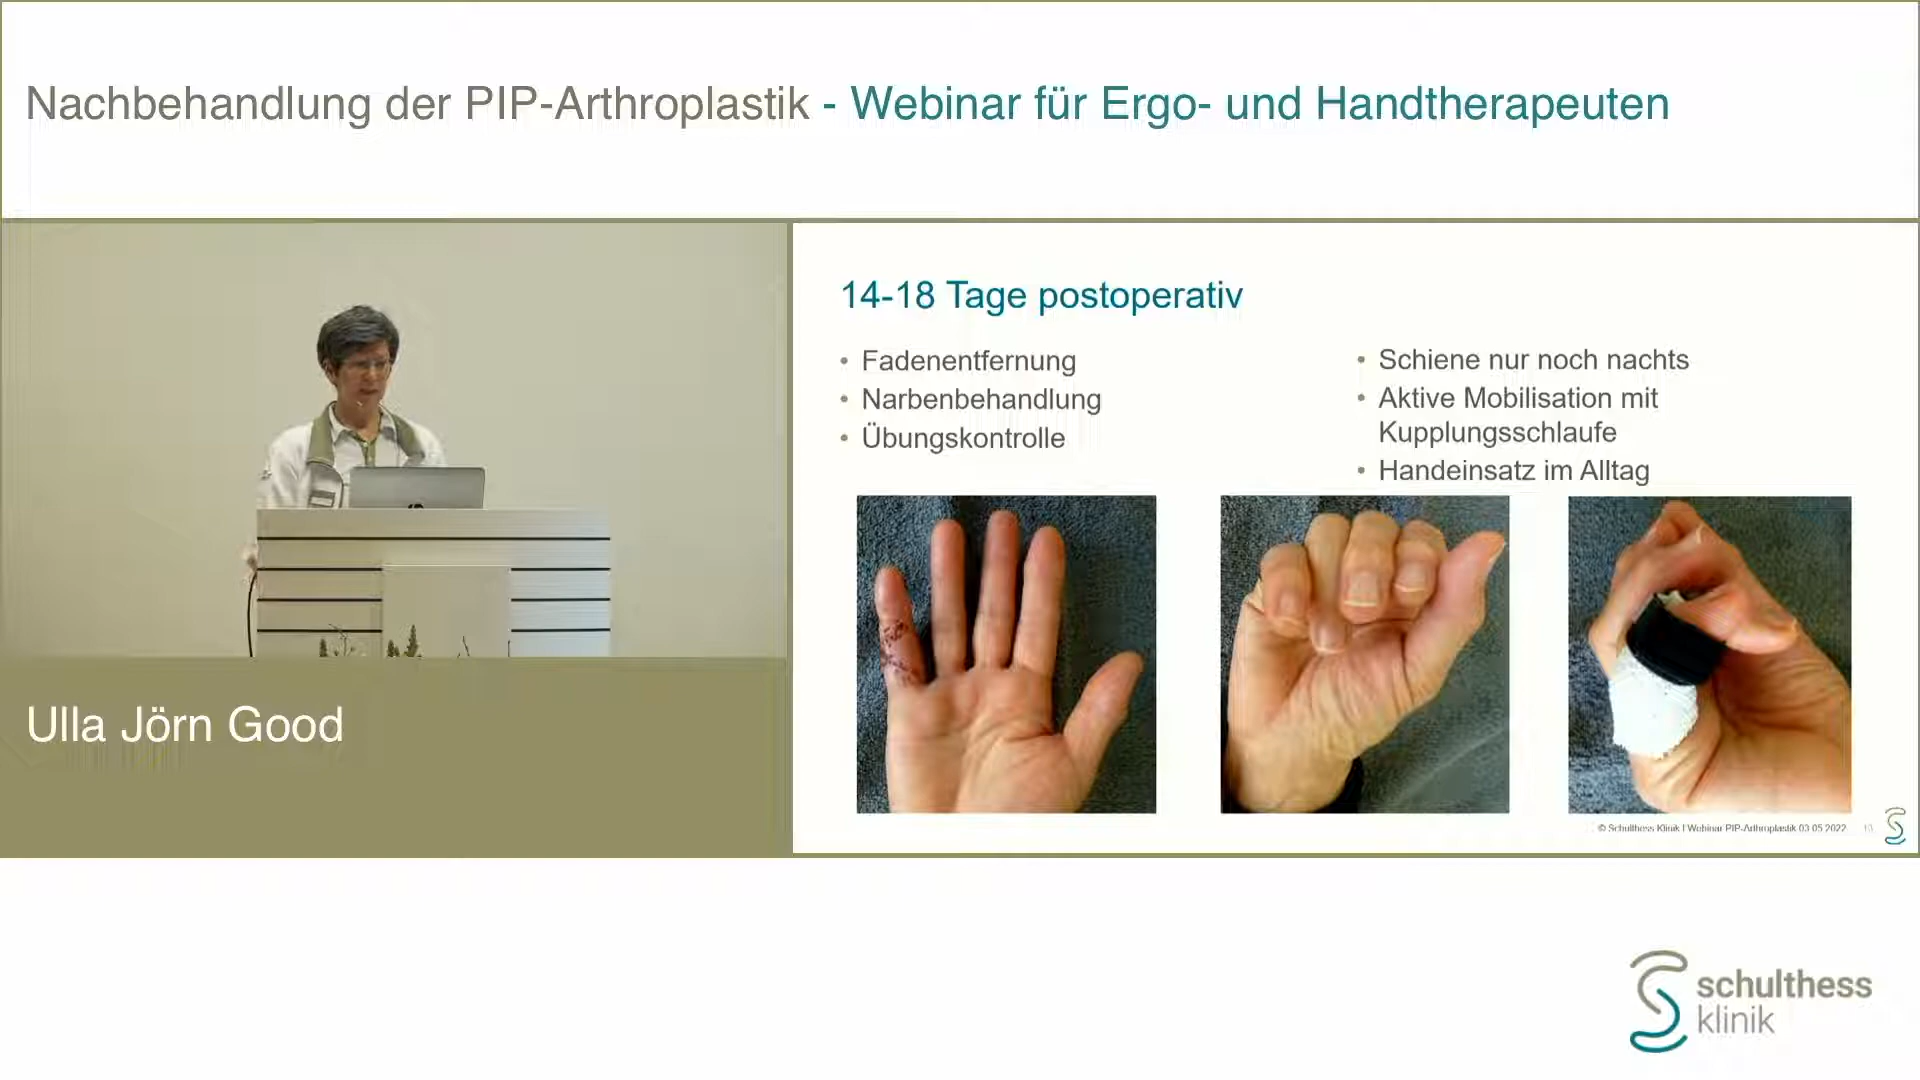 Nachbehandlung der PIP-Arthroplastik - Webinar für Ergo- und Handtherapeuten
14-18 Tage postoperativ
• Fadenentfernung
• Narbenbehandlung
• Übungskontrolle
• Schiene nur noch nachts
• Aktive Mobilisation mit
Kupplungsschlaufe
• Handeinsatz im Alltag
Ulla Jörn Good
© Schulthess Klinik I Webinar PIP-Arthroplastik 03 05 2022 13
schulthess
klinik